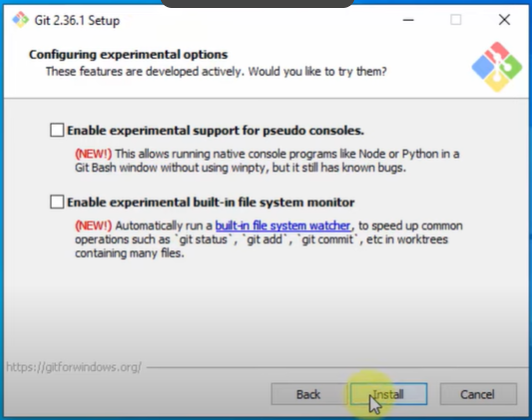 Git 2.36.1 Setup
Configuring experimental options
These features are developed actively. Would you like to try them?
Enable experimental support for pseudo consoles.
(NEW!) This allows running native console programs like Node or Python in a
Git Bash window without using winpty, but it still has known bugs.
Enable experimental built-in file system monitor
(NEW!) Automatically run a built-in file system watcher, to speed up common
operations such as `git status`, `git add`, `git commit`, etc in worktrees
containing many files.
https://gitforwindows.org/
Back
Install
Cancel